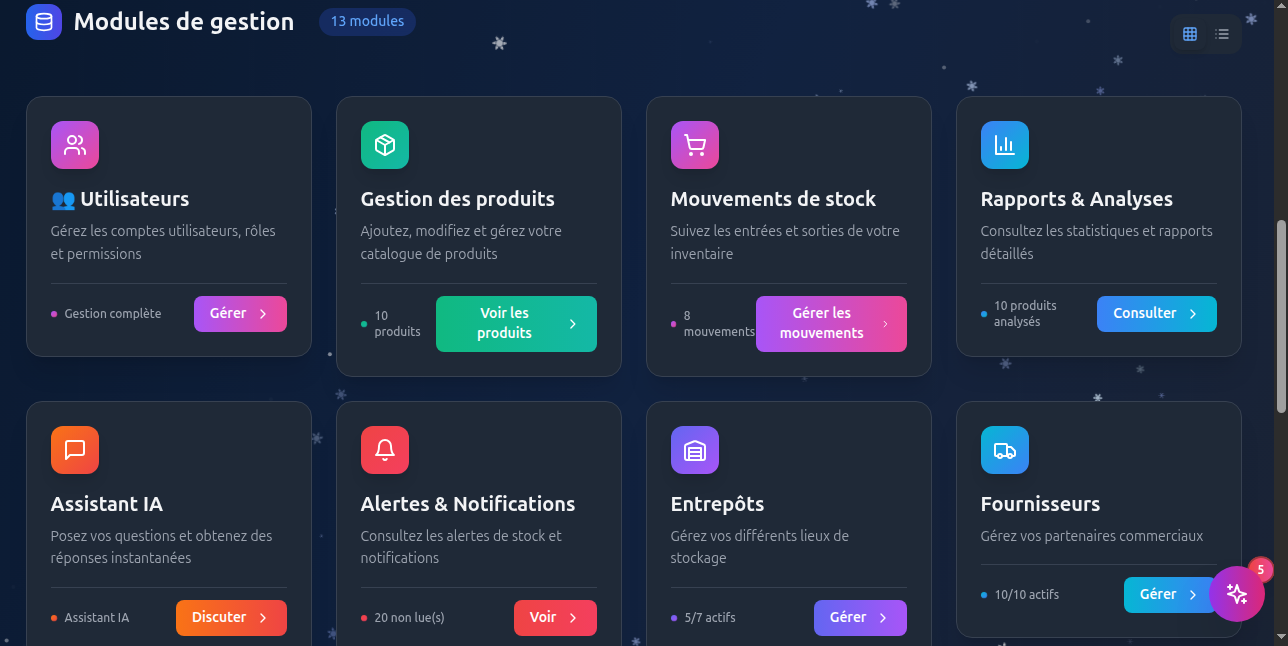 Modules de gestion
13 modules
👥 Utilisateurs
Gérez les comptes utilisateurs, rôles
et permissions
Gestion complète
Gérer
Gestion des produits
Ajoutez, modifiez et gérez votre
catalogue de produits
10
produits
Voir les
produits
Mouvements de stock
Suivez les entrées et sorties de votre
inventaire
8
mouvements
Gérer les
mouvements
Rapports & Analyses
Consultez les statistiques et rapports
détaillés
10 produits
analysés
Consulter
Assistant IA
Posez vos questions et obtenez des
réponses instantanées
Assistant IA
Discuter
Alertes & Notifications
Consultez les alertes de stock et
notifications
20 non lue(s)
Voir
Entrepôts
Gérez vos différents lieux de
stockage
5/7 actifs
Gérer
Fournisseurs
Gérez vos partenaires commerciaux
10/10 actifs
Gérer
5